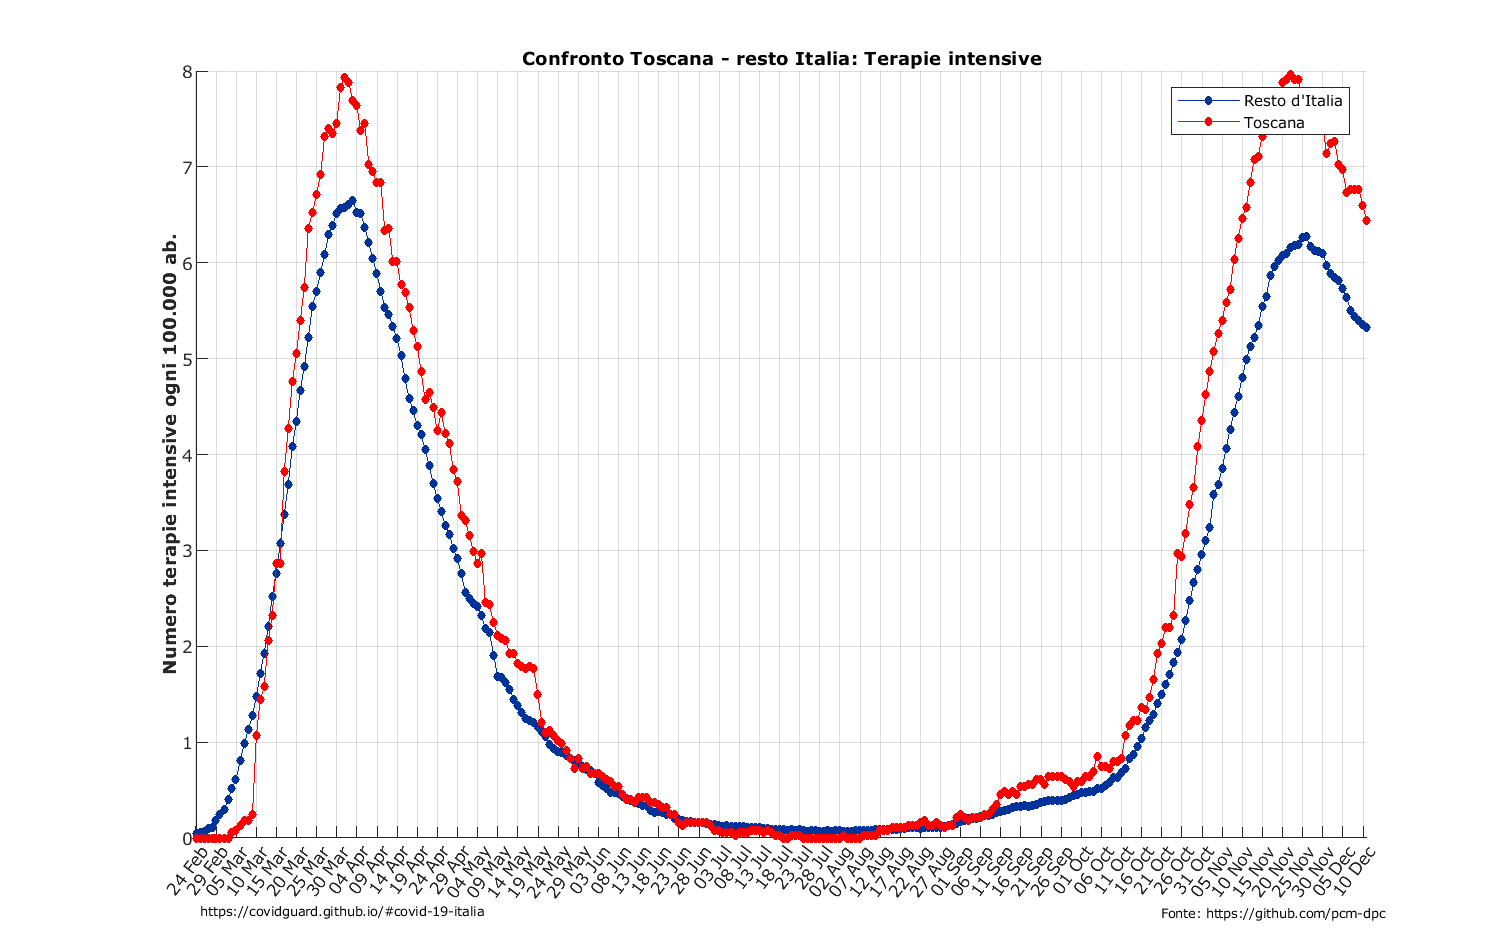 Confronto Toscana - resto Italia: Terapie intensive
Numero terapie intensive ogni 100.000 ab.
8
7
6
5
4
3
2
1
0
Resto d'Italia
Toscana
24 Feb
29 Feb
05 Mar
10 Mar
15 Mar
20 Mar
25 Mar
30 Mar
04 Apr
09 Apr
14 Apr
19 Apr
24 Apr
29 Apr
04 May
09 May
14 May
19 May
24 May
29 May
03 Jun
08 Jun
13 Jun
18 Jun
23 Jun
28 Jun
03 Jul
08 Jul
13 Jul
18 Jul
23 Jul
28 Jul
02 Aug
07 Aug
12 Aug
17 Aug
22 Aug
27 Aug
01 Sep
06 Sep
11 Sep
16 Sep
21 Sep
26 Sep
01 Oct
06 Oct
11 Oct
16 Oct
21 Oct
26 Oct
31 Oct
05 Nov
10 Nov
15 Nov
20 Nov
25 Nov
30 Nov
05 Dec
10 Dec
https://covidguard.github.io/#covid-19-italia
Fonte: https://github.com/pcm-dpc